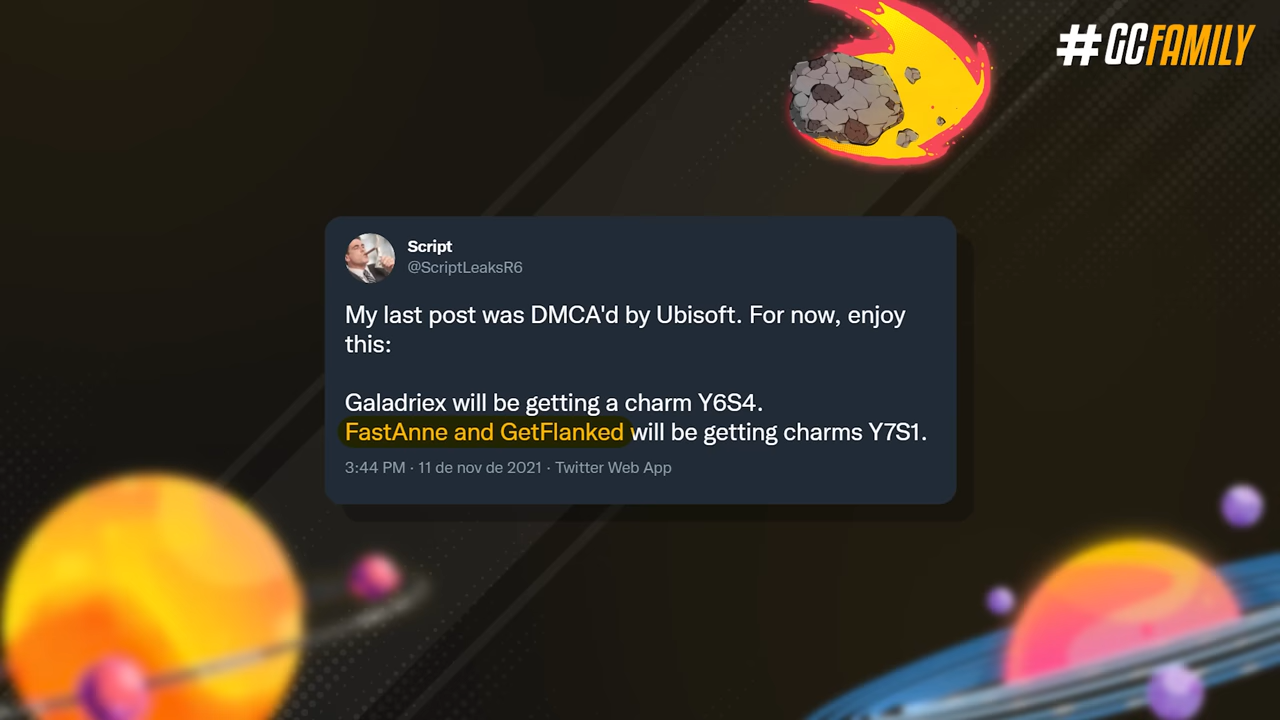 #GCFAMILY
Script
@ScriptLeaksR6
My last post was DMCA'd by Ubisoft. For now, enjoy
this:
Galadriex will be getting a charm Y6S4.
FastAnne and GetFlanked will be getting charms Y7S1.
3:44 PM · 11 de nov de 2021 · Twitter Web App